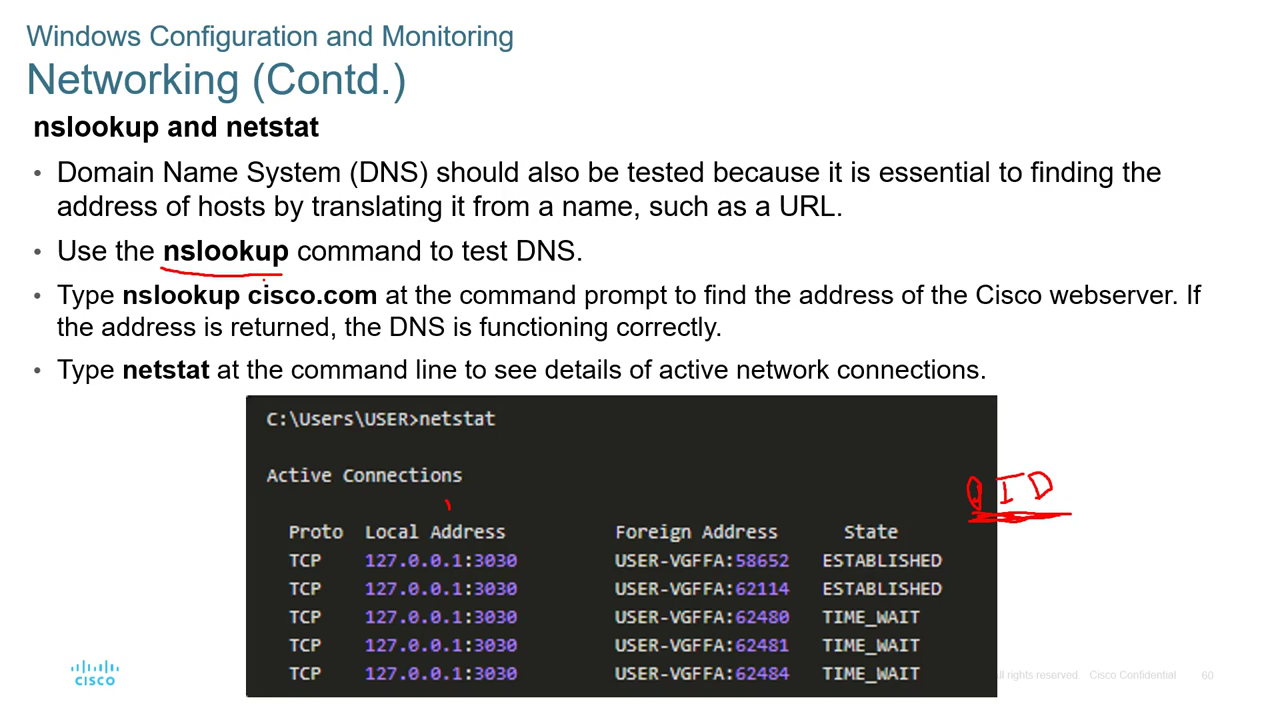 Windows Configuration and Monitoring
Networking (Contd.)
nslookup and netstat
• Domain Name System (DNS) should also be tested because it is essential to finding the
address of hosts by translating it from a name, such as a URL.
• Use the nslookup command to test DNS.
• Type nslookup cisco.com at the command prompt to find the address of the Cisco webserver. If
the address is returned, the DNS is functioning correctly.
• Type netstat at the command line to see details of active network connections.
C:\Users\USER>netstat
Active Connections
PID
Proto Local Address Foreign Address State
TCP 127.0.0.1:3030 USER-VGFFA:58652 ESTABLISHED
TCP 127.0.0.1:3030 USER-VGFFA:62114 ESTABLISHED
TCP 127.0.0.1:3030 USER-VGFFA:62480 TIME_WAIT
TCP 127.0.0.1:3030 USER-VGFFA:62481 TIME_WAIT
TCP 127.0.0.1:3030 USER-VGFFA:62484 TIME_WAIT
CISCO
rights reserved. Cisco Confidential 60